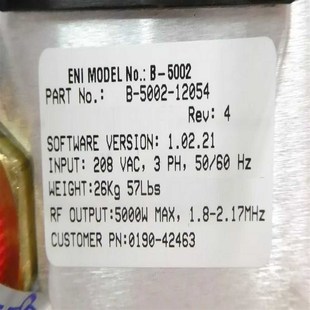 ENI MODEL No.: B-5002
PART No.: B-5002-12054
Rev: 4
SOFTWARE VERSION: 1.02.21
INPUT: 208 VAC, 3 PH, 50/60 Hz
WEIGHT:26Kg 57Lbs
RF OUTPUT:5000W MAX, 1.8-2.17MHz
CUSTOMER PN:0190-42463